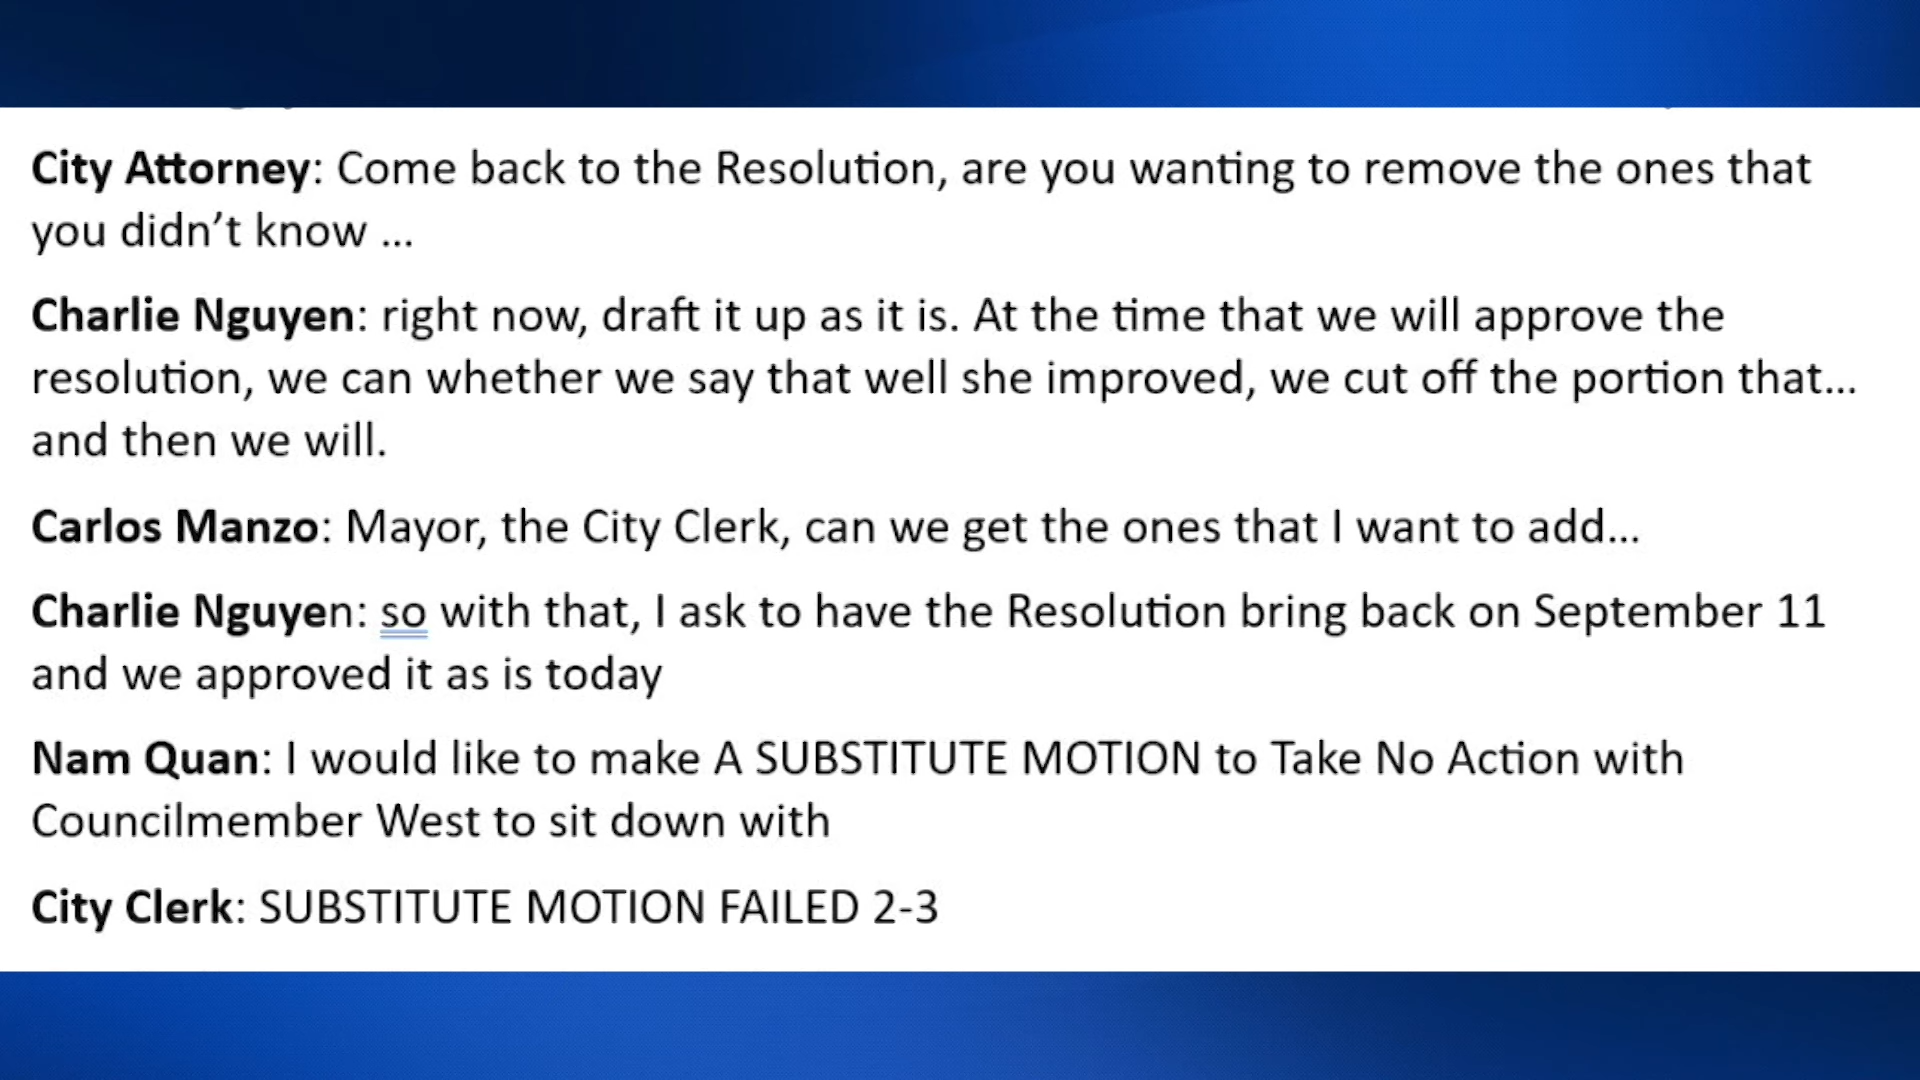 City Attorney: Come back to the Resolution, are you wanting to remove the ones that
you didn’t know ...
Charlie Nguyen: right now, draft it up as it is. At the time that we will approve the
resolution, we can whether we say that well she improved, we cut off the portion that...
and then we will.
Carlos Manzo: Mayor, the City Clerk, can we get the ones that I want to add...
Charlie Nguyen: so with that, I ask to have the Resolution bring back on September 11
and we approved it as is today
Nam Quan: I would like to make A SUBSTITUTE MOTION to Take No Action with
Councilmember West to sit down with
City Clerk: SUBSTITUTE MOTION FAILED 2-3